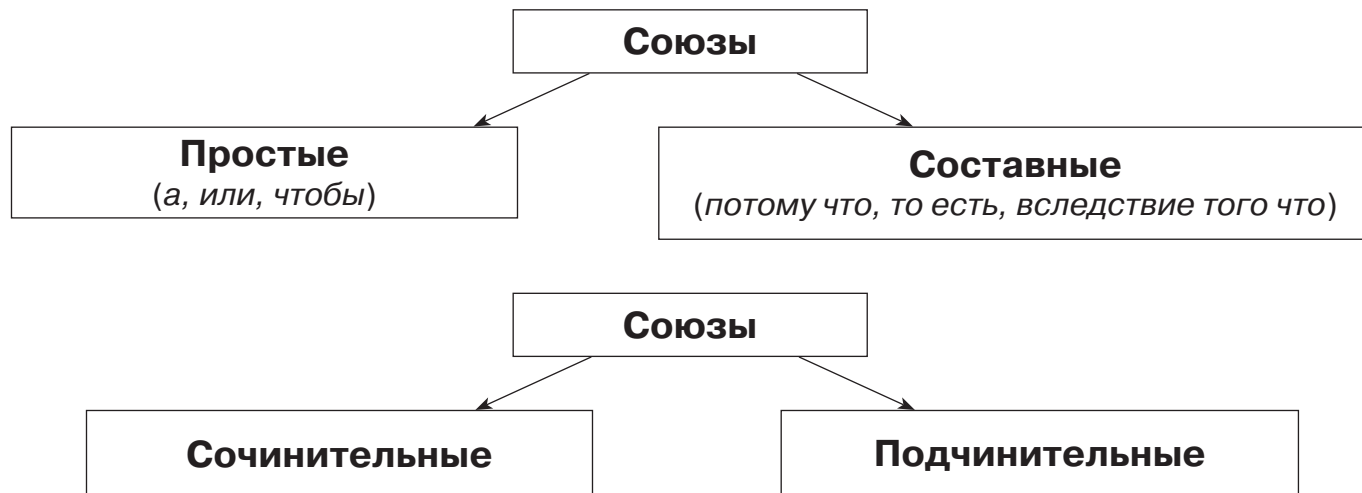 Союзы
Простые
(а, или, чтобы)
Составные
(потому что, то есть, вследствие того что)
Союзы
Сочинительные
Подчинительные